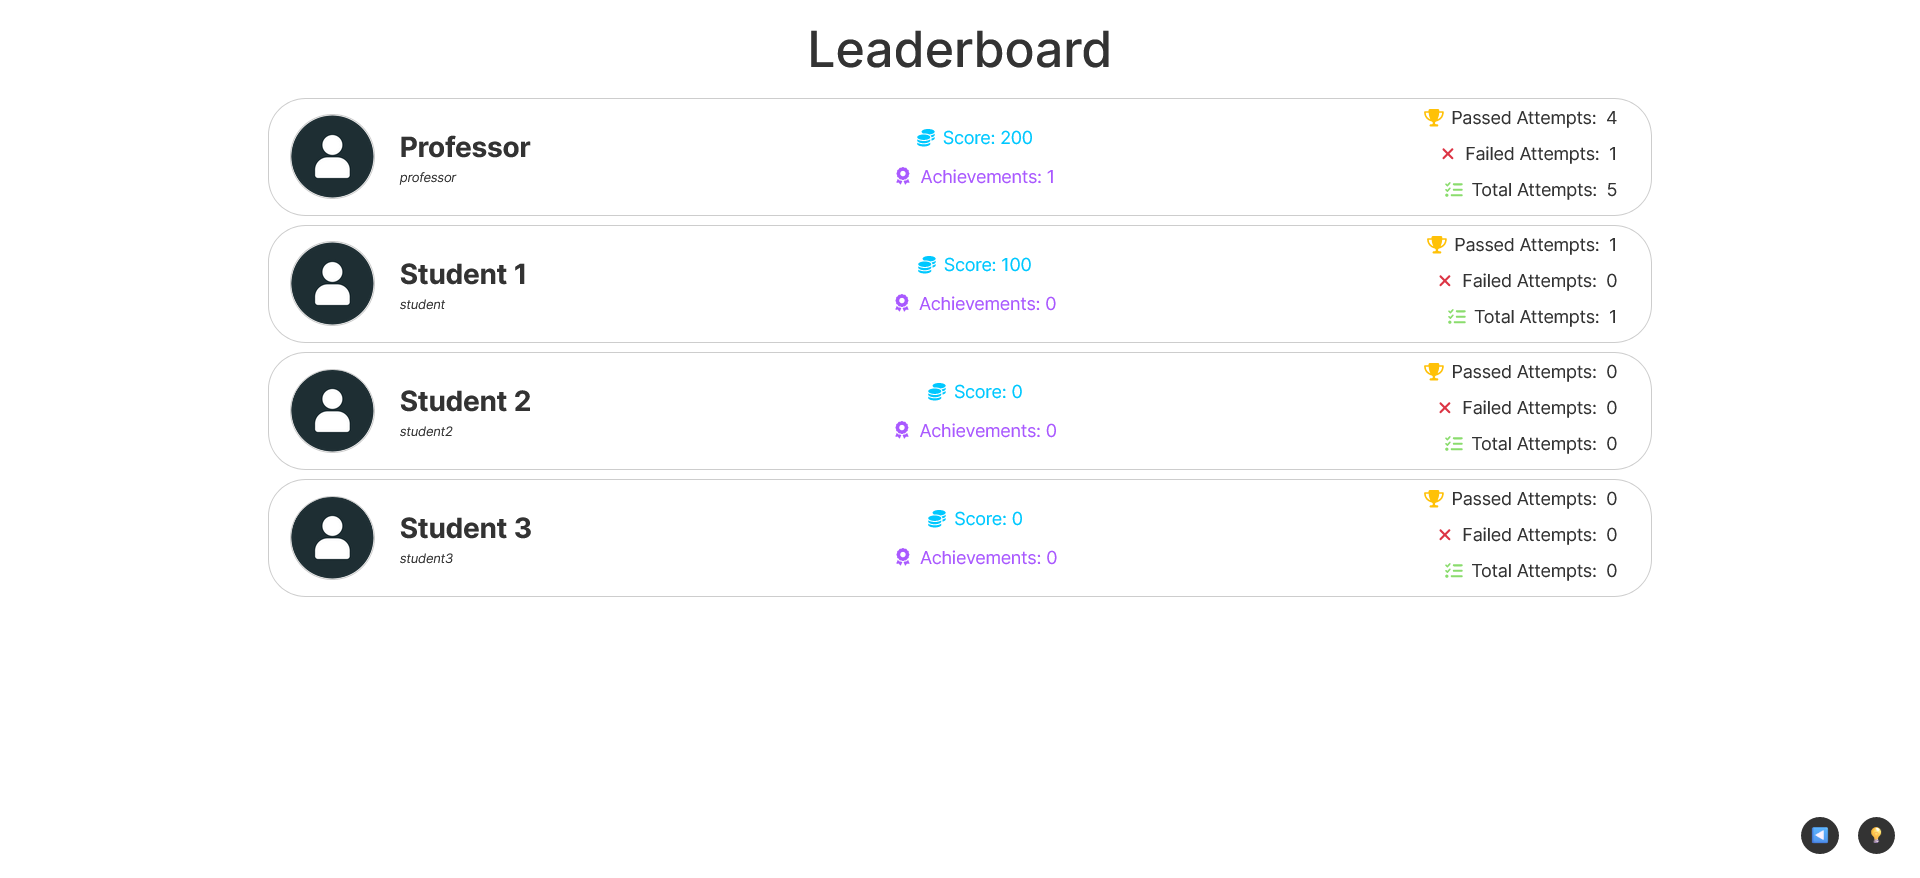 Leaderboard
Professor
professor
Score: 200
Achievements: 1
Passed Attempts: 4
Failed Attempts: 1
Total Attempts: 5
Student 1
student
Score: 100
Achievements: 0
Passed Attempts: 1
Failed Attempts: 0
Total Attempts: 1
Student 2
student2
Score: 0
Achievements: 0
Passed Attempts: 0
Failed Attempts: 0
Total Attempts: 0
Student 3
student3
Score: 0
Achievements: 0
Passed Attempts: 0
Failed Attempts: 0
Total Attempts: 0